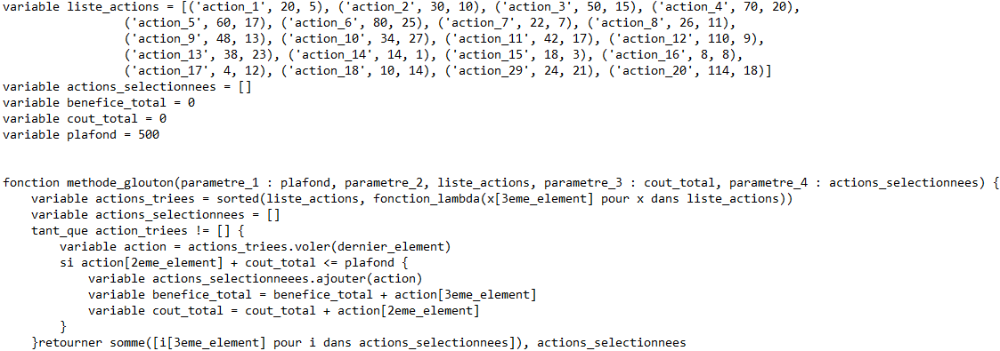 variable liste_actions = [('action_1', 20, 5), ('action_2', 30, 10), ('action_3', 50, 15), ('action_4', 70, 20),
('action_5', 60, 17), ('action_6', 80, 25), ('action_7', 22, 7), ('action_8', 26, 11),
('action_9', 48, 13), ('action_10', 34, 27), ('action_11', 42, 17), ('action_12', 110, 9),
('action_13', 38, 23), ('action_14', 14, 1), ('action_15', 18, 3), ('action_16', 8, 8),
('action_17', 4, 12), ('action_18', 10, 14), ('action_29', 24, 21), ('action_20', 114, 18)]
variable actions_selectionnees = []
variable benefice_total = 0
variable cout_total = 0
variable plafond = 500
fonction methode_glouton(parametre_1 : plafond, parametre_2, liste_actions, parametre_3 : cout_total, parametre_4 : actions_selectionnees) {
variable actions_triees = sorted(liste_actions, fonction_lambda(x[3eme_element] pour x dans liste_actions))
variable actions_selectionnees = []
tant_que action_triees != [] {
variable action = actions_triees.voler(dernier_element)
si action[2eme_element] + cout_total <= plafond {
variable actions_selectionneees.ajouter(action)
variable benefice_total = benefice_total + action[3eme_element]
variable cout_total = cout_total + action[2eme_element]
}
}retourner somme([i[3eme_element] pour i dans actions_selectionnees]), actions_selectionnees